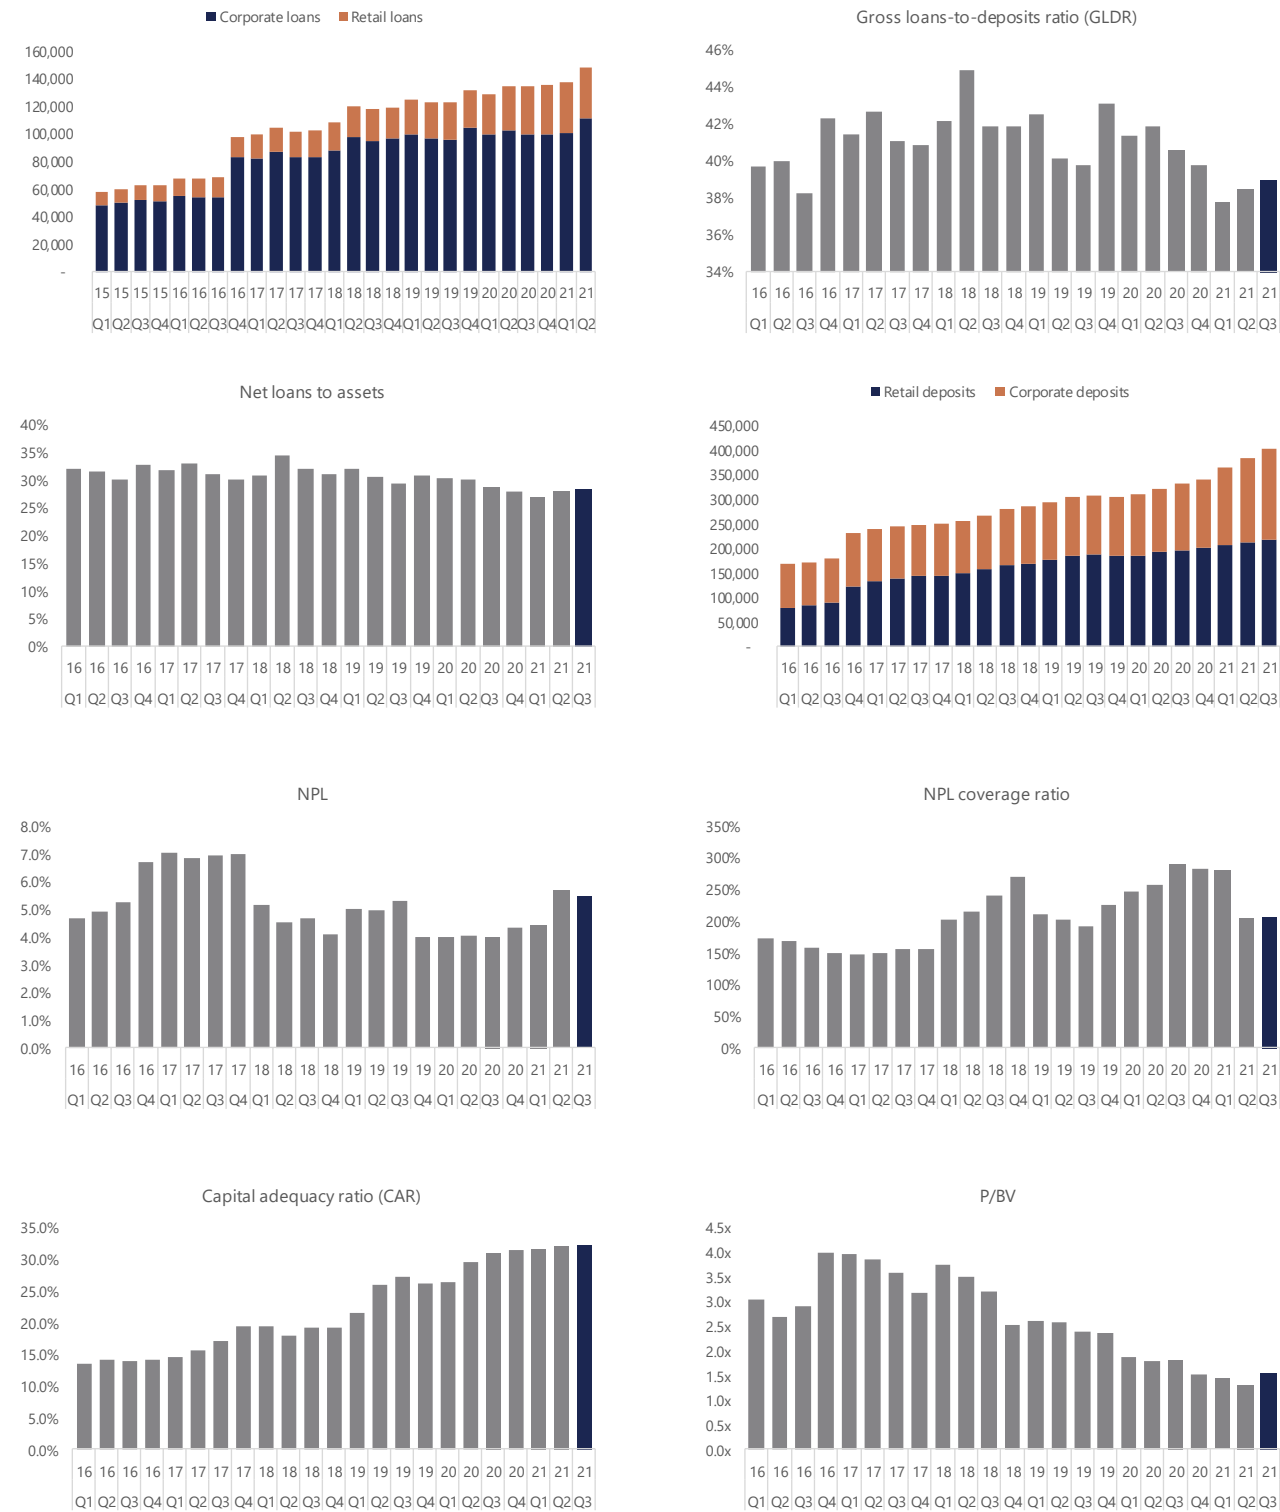 Corporate loans Retail loans
160,000
140,000
120,000
100,000
80,000
60,000
40,000
20,000
-
15 15 15 15 16 16 16 16 17 17 17 17 18 18 18 18 19 19 19 19 20 20 20 20 21 21
Q1 Q2 Q3 Q4 Q1 Q2 Q3 Q4 Q1 Q2 Q3 Q4 Q1 Q2 Q3 Q4 Q1 Q2 Q3 Q4 Q1 Q2 Q3 Q4 Q1 Q2
Gross loans-to-deposits ratio (GLDR)
46%
44%
42%
40%
38%
36%
34%
16 16 16 16 17 17 17 17 18 18 18 18 19 19 19 19 20 20 20 20 21 21 21
Q1 Q2 Q3 Q4 Q1 Q2 Q3 Q4 Q1 Q2 Q3 Q4 Q1 Q2 Q3 Q4 Q1 Q2 Q3 Q4 Q1 Q2 Q3
Net loans to assets
40%
35%
30%
25%
20%
15%
10%
5%
0%
16 16 16 16 17 17 17 17 18 18 18 18 19 19 19 19 20 20 20 20 21 21 21
Q1 Q2 Q3 Q4 Q1 Q2 Q3 Q4 Q1 Q2 Q3 Q4 Q1 Q2 Q3 Q4 Q1 Q2 Q3 Q4 Q1 Q2 Q3
Retail deposits Corporate deposits
450,000
400,000
350,000
300,000
250,000
200,000
150,000
100,000
50,000
-
16 16 16 16 17 17 17 17 18 18 18 18 19 19 19 19 20 20 20 20 21 21 21
Q1 Q2 Q3 Q4 Q1 Q2 Q3 Q4 Q1 Q2 Q3 Q4 Q1 Q2 Q3 Q4 Q1 Q2 Q3 Q4 Q1 Q2 Q3
NPL
8.0%
7.0%
6.0%
5.0%
4.0%
3.0%
2.0%
1.0%
0.0%
16 16 16 16 17 17 17 17 18 18 18 18 19 19 19 19 20 20 20 20 21 21 21
Q1 Q2 Q3 Q4 Q1 Q2 Q3 Q4 Q1 Q2 Q3 Q4 Q1 Q2 Q3 Q4 Q1 Q2 Q3 Q4 Q1 Q2 Q3
NPL coverage ratio
350%
300%
250%
200%
150%
100%
50%
0%
16 16 16 16 17 17 17 17 18 18 18 18 19 19 19 19 20 20 20 20 21 21 21
Q1 Q2 Q3 Q4 Q1 Q2 Q3 Q4 Q1 Q2 Q3 Q4 Q1 Q2 Q3 Q4 Q1 Q2 Q3 Q4 Q1 Q2 Q3
Capital adequacy ratio (CAR)
35.0%
30.0%
25.0%
20.0%
15.0%
10.0%
5.0%
0.0%
16 16 16 16 17 17 17 17 18 18 18 18 19 19 19 19 20 20 20 20 21 21 21
Q1 Q2 Q3 Q4 Q1 Q2 Q3 Q4 Q1 Q2 Q3 Q4 Q1 Q2 Q3 Q4 Q1 Q2 Q3 Q4 Q1 Q2 Q3
P/BV
4.5x
4.0x
3.5x
3.0x
2.5x
2.0x
1.5x
1.0x
0.5x
0.0x
16 16 16 16 17 17 17 17 18 18 18 18 19 19 19 19 20 20 20 20 21 21 21
Q1 Q2 Q3 Q4 Q1 Q2 Q3 Q4 Q1 Q2 Q3 Q4 Q1 Q2 Q3 Q4 Q1 Q2 Q3 Q4 Q1 Q2 Q3